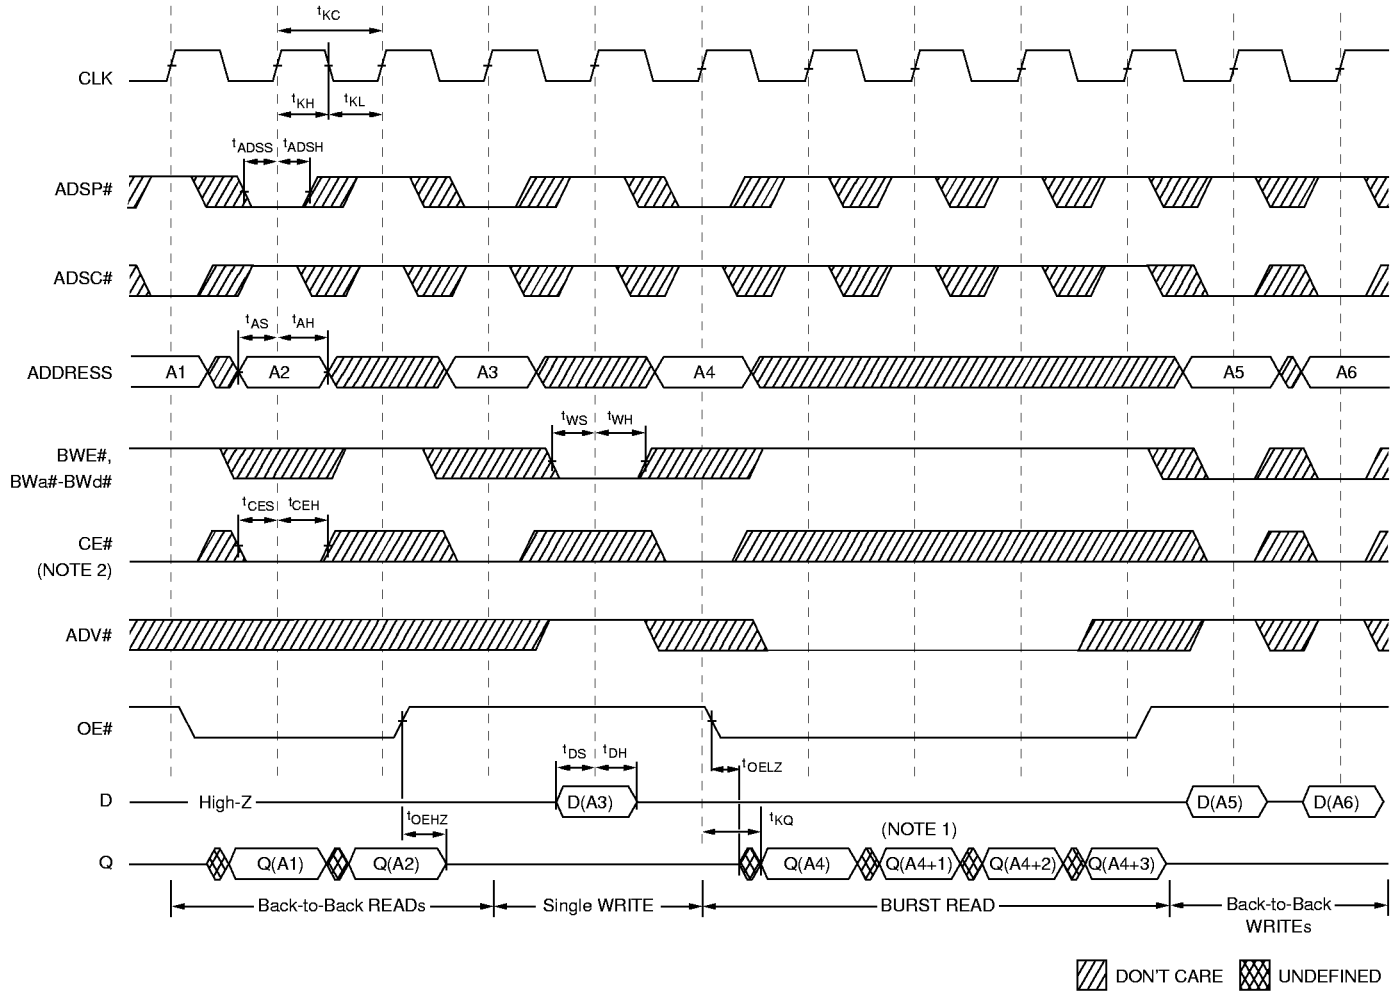 tKC
CLK
tKH tKL
tADSS tADSH
ADSP#
ADSC#
tAS tAH
ADDRESS A1 A2 A3 A4 A5 A6
tWS tWH
BWE#,
BWa#-BWd#
tCES tCEH
CE#
(NOTE 2)
ADV#
OE#
tDS tDH tOELZ
D High-Z D(A3) D(A5) D(A6)
tOEHZ tKQ (NOTE 1)
Q Q(A1) Q(A2) Q(A4) Q(A4+1) Q(A4+2) Q(A4+3)
Back-to-Back READs Single WRITE BURST READ Back-to-Back
WRITEs
DON'T CARE UNDEFINED